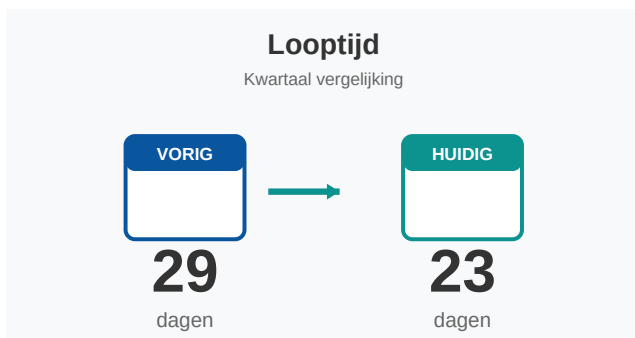 Looptijd
Kwartaal vergelijking
VORIG
HUIDIG
29
23
dagen
dagen